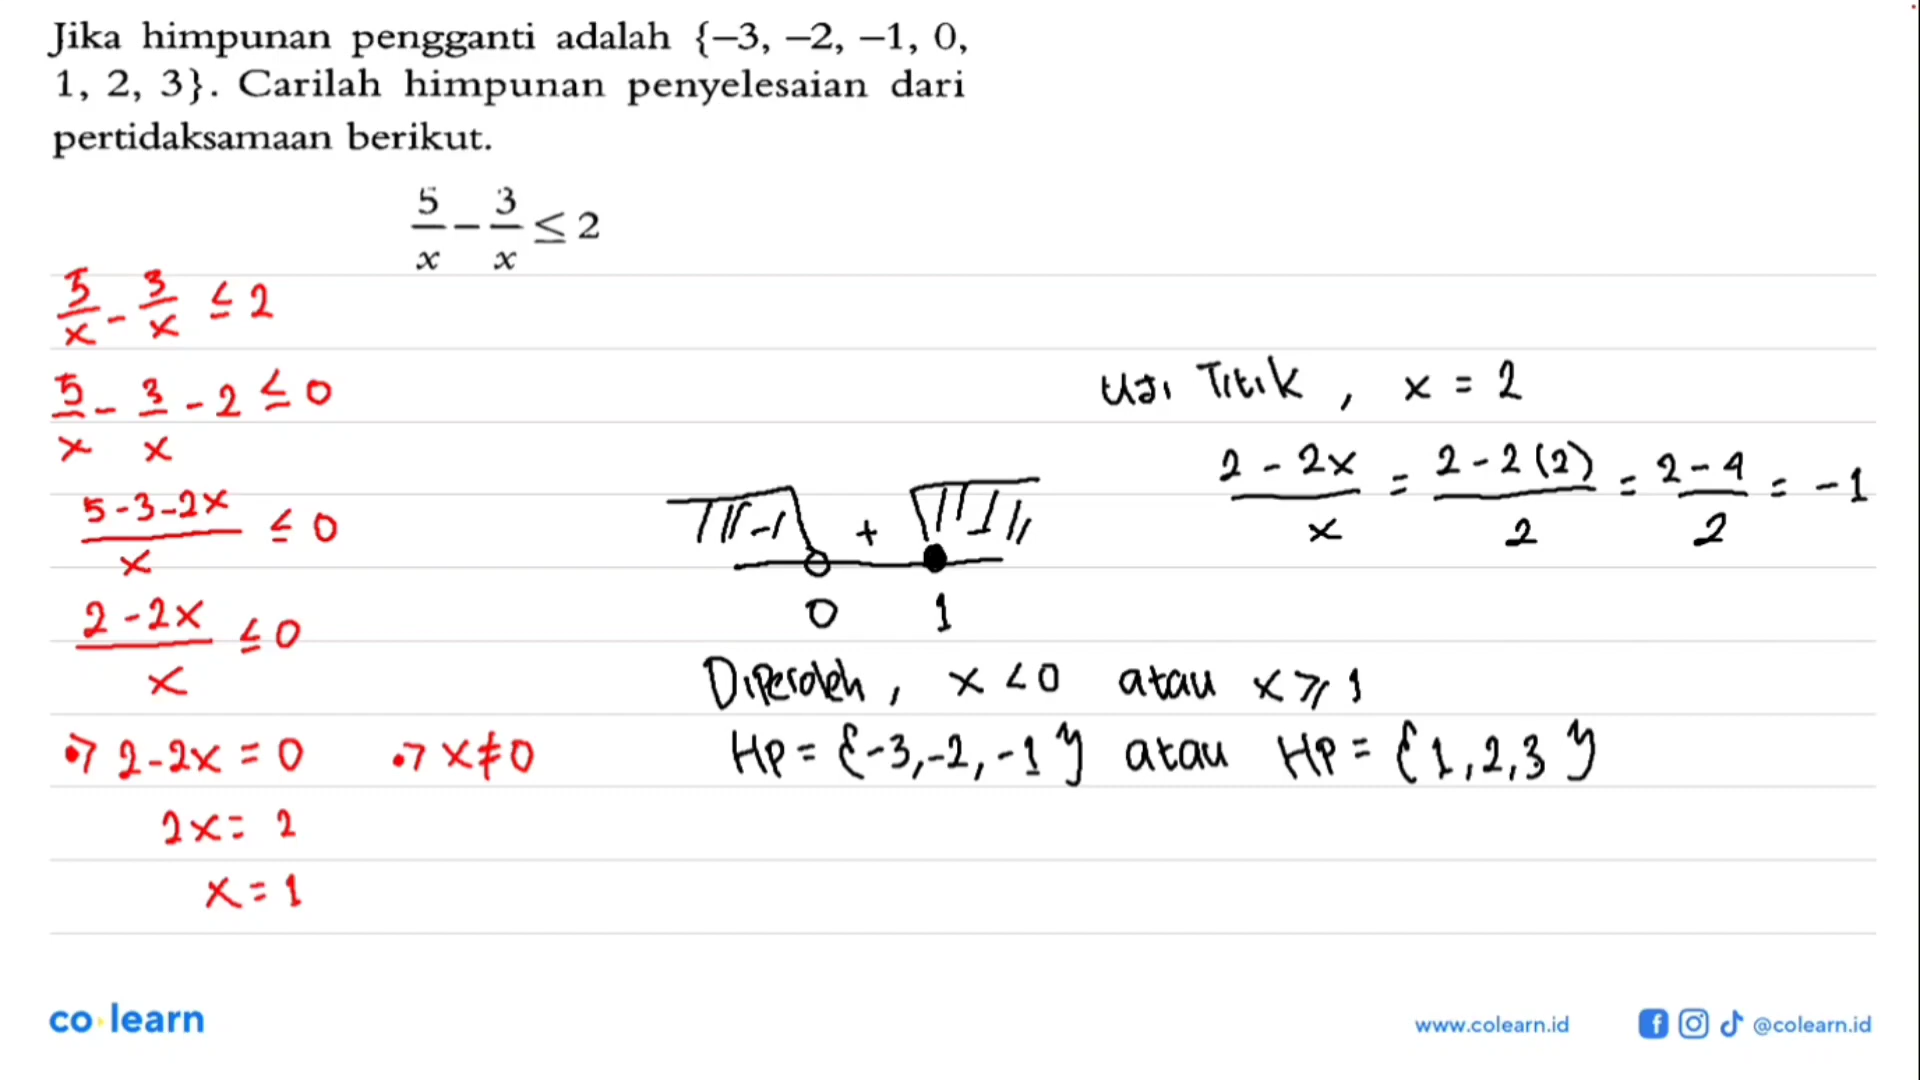 Jika himpunan pengganti adalah {−3, −2, −1, 0,
1, 2, 3}. Carilah himpunan penyelesaian dari
pertidaksamaan berikut.
5/x − 3/x ≤ 2
5/x - 3/x ≤ 2
5/x - 3/x - 2 ≤ 0
(5-3-2x)/x ≤ 0
(2-2x)/x ≤ 0
•> 2-2x = 0 •> x ≠ 0
2x = 2
x = 1
- + -
0 1
Uji Titik, x = 2
(2-2x)/x = (2-2(2))/2 = (2-4)/2 = -1
Diperoleh, x < 0 atau x ≥ 1
Hp = {-3,-2,-1} atau Hp = {1,2,3}
co learn
www.colearn.id @colearn.id